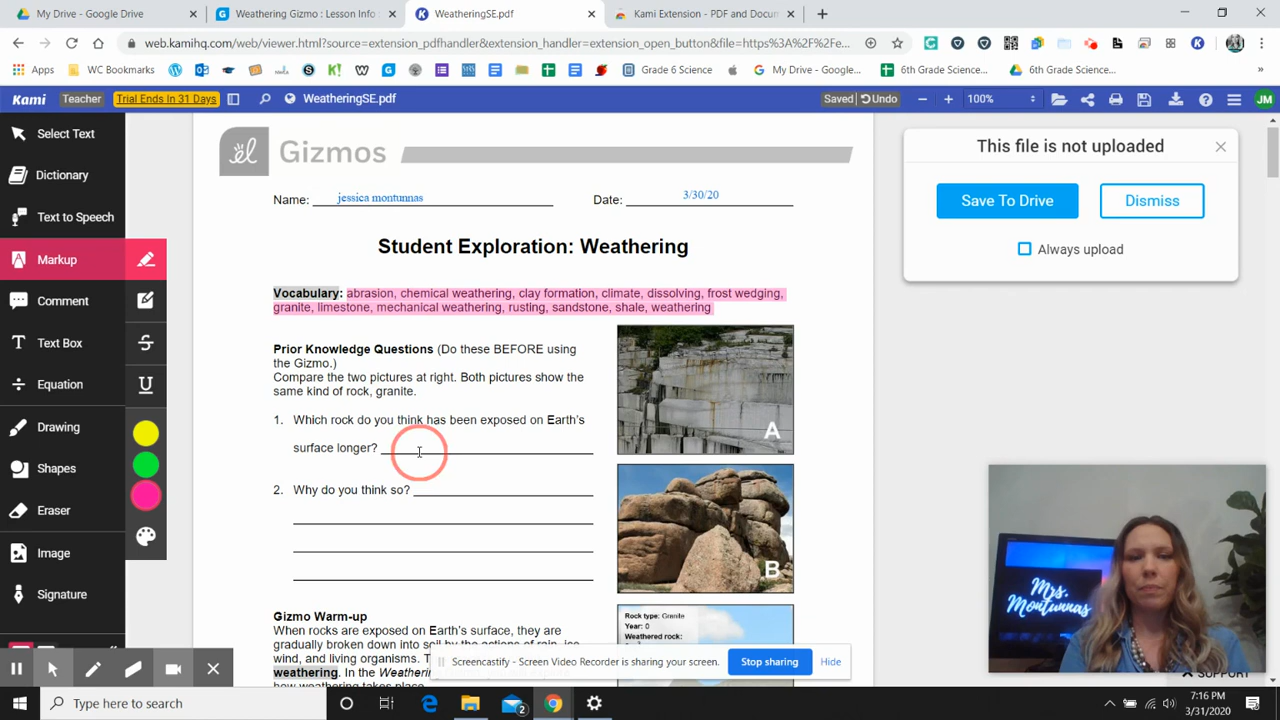 My Drive - Google Drive
Weathering Gizmo : Lesson Info
WeatheringSE.pdf
Kami Extension - PDF and Docum
web.kamihq.com/web/viewer.html?source=extension_pdfhandler&extension_handler=extension_open_button&file=https%3A%2F%2Fe...
Apps
WC Bookmarks
Grade 6 Science...
My Drive - Google...
6th Grade Science...
6th Grade Science...
Kami
Teacher
Trial Ends In 31 Days
WeatheringSE.pdf
Saved
Undo
100%
JM
Select Text
Dictionary
Text to Speech
Markup
Comment
Text Box
Equation
Drawing
Shapes
Eraser
Image
Signature
el Gizmos
Name: jessica montunnas Date: 3/30/20
Student Exploration: Weathering
Vocabulary: abrasion, chemical weathering, clay formation, climate, dissolving, frost wedging,
granite, limestone, mechanical weathering, rusting, sandstone, shale, weathering
Prior Knowledge Questions (Do these BEFORE using
the Gizmo.)
Compare the two pictures at right. Both pictures show the
same kind of rock, granite.
1. Which rock do you think has been exposed on Earth's
surface longer?
2. Why do you think so?
A
B
Gizmo Warm-up
When rocks are exposed on Earth's surface, they are
gradually broken down into soil by the actions of rain, ice,
wind, and living organisms. T
weathering. In the Weathering
how weathering takes place
Rock type: Granite
Year: 0
Weathered rock:
This file is not uploaded
Save To Drive
Dismiss
Always upload
Mrs.
Montunnas
Screencastify - Screen Video Recorder is sharing your screen.
Stop sharing
Hide
SUPPORT
Type here to search
2
7:16 PM
3/31/2020